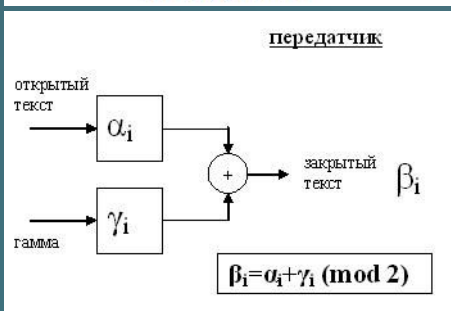 передатчик
открытый
текст
αi
закрытый
текст
βi
+
γi
гамма
βi=αi+γi (mod 2)